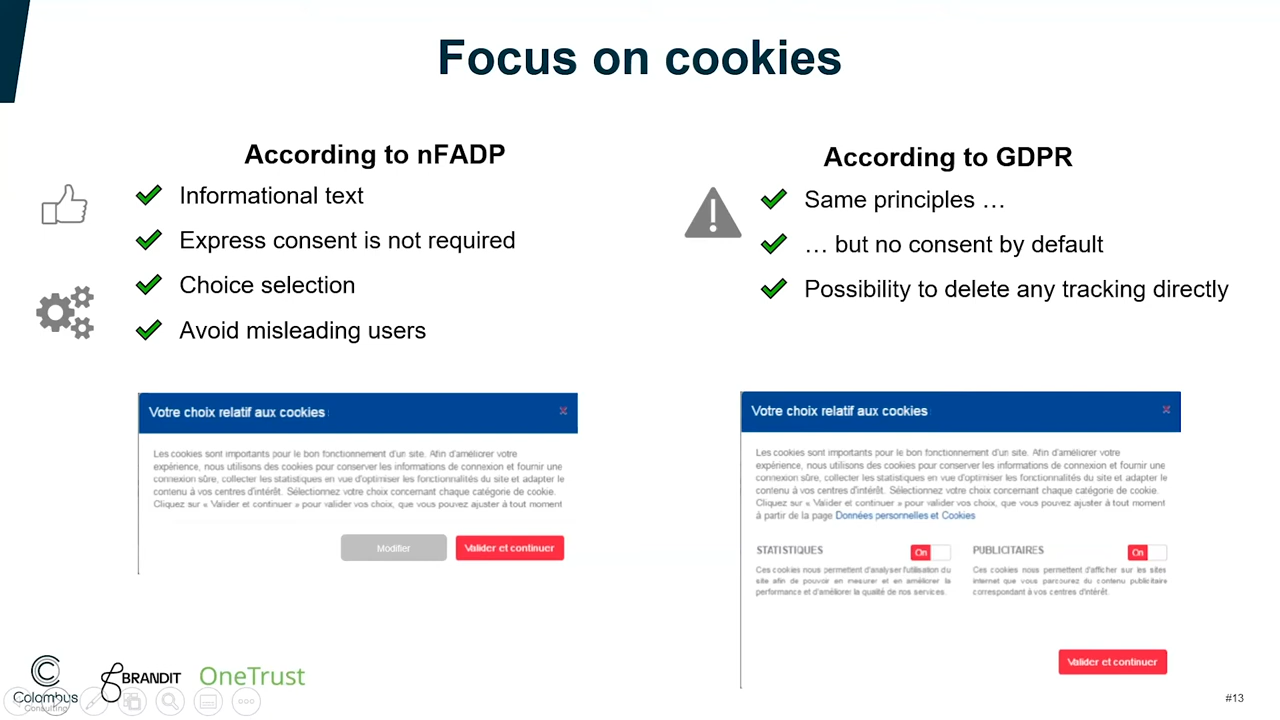 Focus on cookies
According to nFADP
Informational text
Express consent is not required
Choice selection
Avoid misleading users
According to GDPR
Same principles …
… but no consent by default
Possibility to delete any tracking directly
Votre choix relatif aux cookies
Les cookies sont importants pour le bon fonctionnement d'un site. Afin d'améliorer votre
expérience, nous utilisons des cookies pour conserver les informations de connexion et fournir une
connexion sûre, collecter les statistiques en vue d'optimiser les fonctionnalités du site et adapter le
contenu à vos centres d'intérêt. Sélectionnez votre choix concernant chaque catégorie de cookie.
Cliquez sur « Valider et continuer » pour valider vos choix, que vous pouvez ajuster à tout moment
Modifier
Valider et continuer
Votre choix relatif aux cookies
Les cookies sont importants pour le bon fonctionnement d'un site. Afin d'améliorer votre
expérience, nous utilisons des cookies pour conserver les informations de connexion et fournir une
connexion sûre, collecter les statistiques en vue d'optimiser les fonctionnalités du site et adapter le
contenu à vos centres d'intérêt. Sélectionnez votre choix concernant chaque catégorie de cookie.
Cliquez sur « Valider et continuer » pour valider vos choix, que vous pouvez ajuster à tout moment
à partir de la page Données personnelles et Cookies
STATISTIQUES
On
Ces cookies nous permettent d'analyser l'utilisation du
site afin de pouvoir en mesurer et en améliorer la
performance et d'améliorer la qualité de nos services.
PUBLICITAIRES
On
Ces cookies nous permettent d'afficher sur les sites
internet que vous parcourez du contenu publicitaire
correspondant à vos centres d'intérêt
Valider et continuer
Colombus
Consulting
BRANDIT
OneTrust
#13